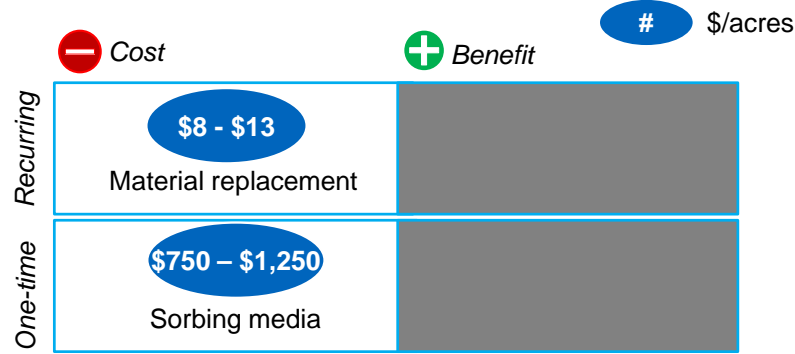 # $/acres
Cost
Benefit
Recurring
$8 - $13
Material replacement
One-time
$750 – $1,250
Sorbing media